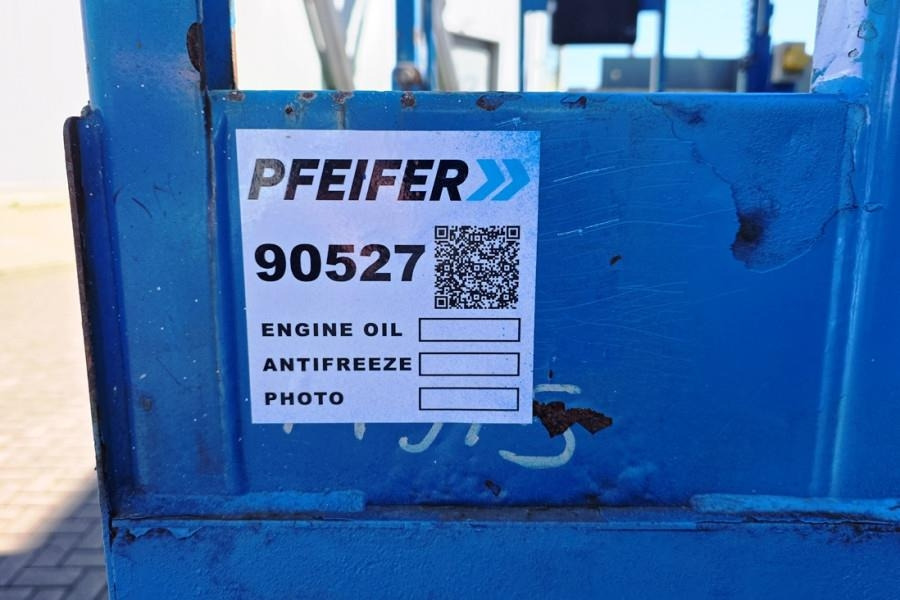 PFEIFER
90527
ENGINE OIL
ANTIFREEZE
PHOTO